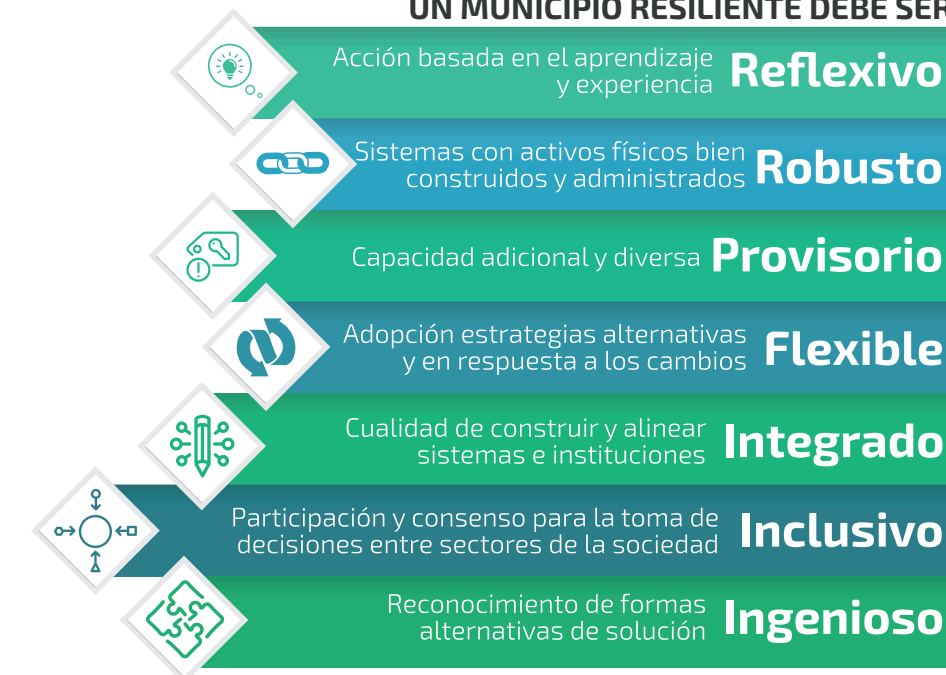 UN MUNICIPIO RESILIENTE DEBE SER
Acción basada en el aprendizaje
y experiencia
Reflexivo
Sistemas con activos físicos bien
construidos y administrados
Robusto
Capacidad adicional y diversa
Provisorio
Adopción estrategias alternativas
y en respuesta a los cambios
Flexible
Cualidad de construir y alinear
sistemas e instituciones
Integrado
Participación y consenso para la toma de
decisiones entre sectores de la sociedad
Inclusivo
Reconocimiento de formas
alternativas de solución
Ingenioso